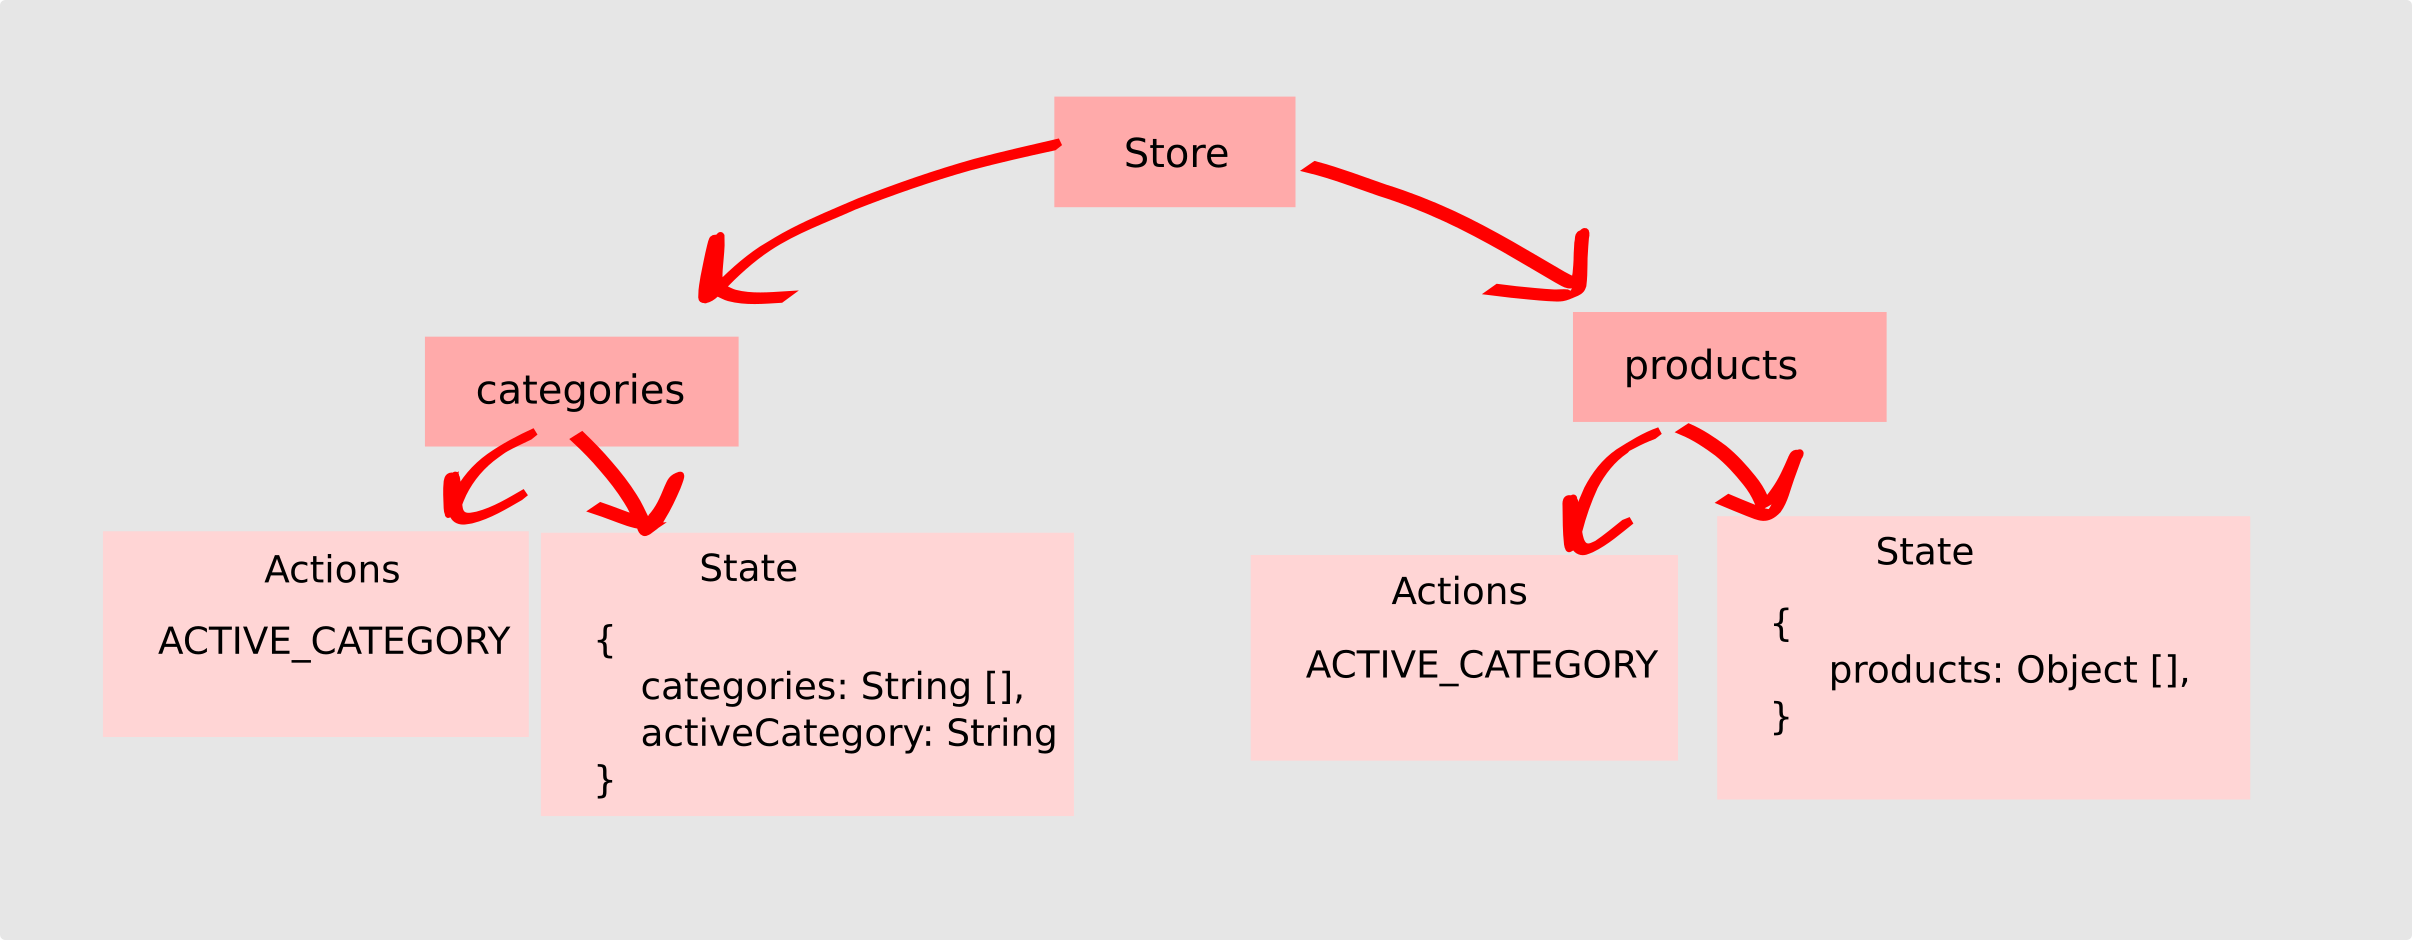 Store
categories
products
Actions
ACTIVE_CATEGORY
State
{
categories: String [],
activeCategory: String
}
Actions
ACTIVE_CATEGORY
State
{
products: Object [],
}